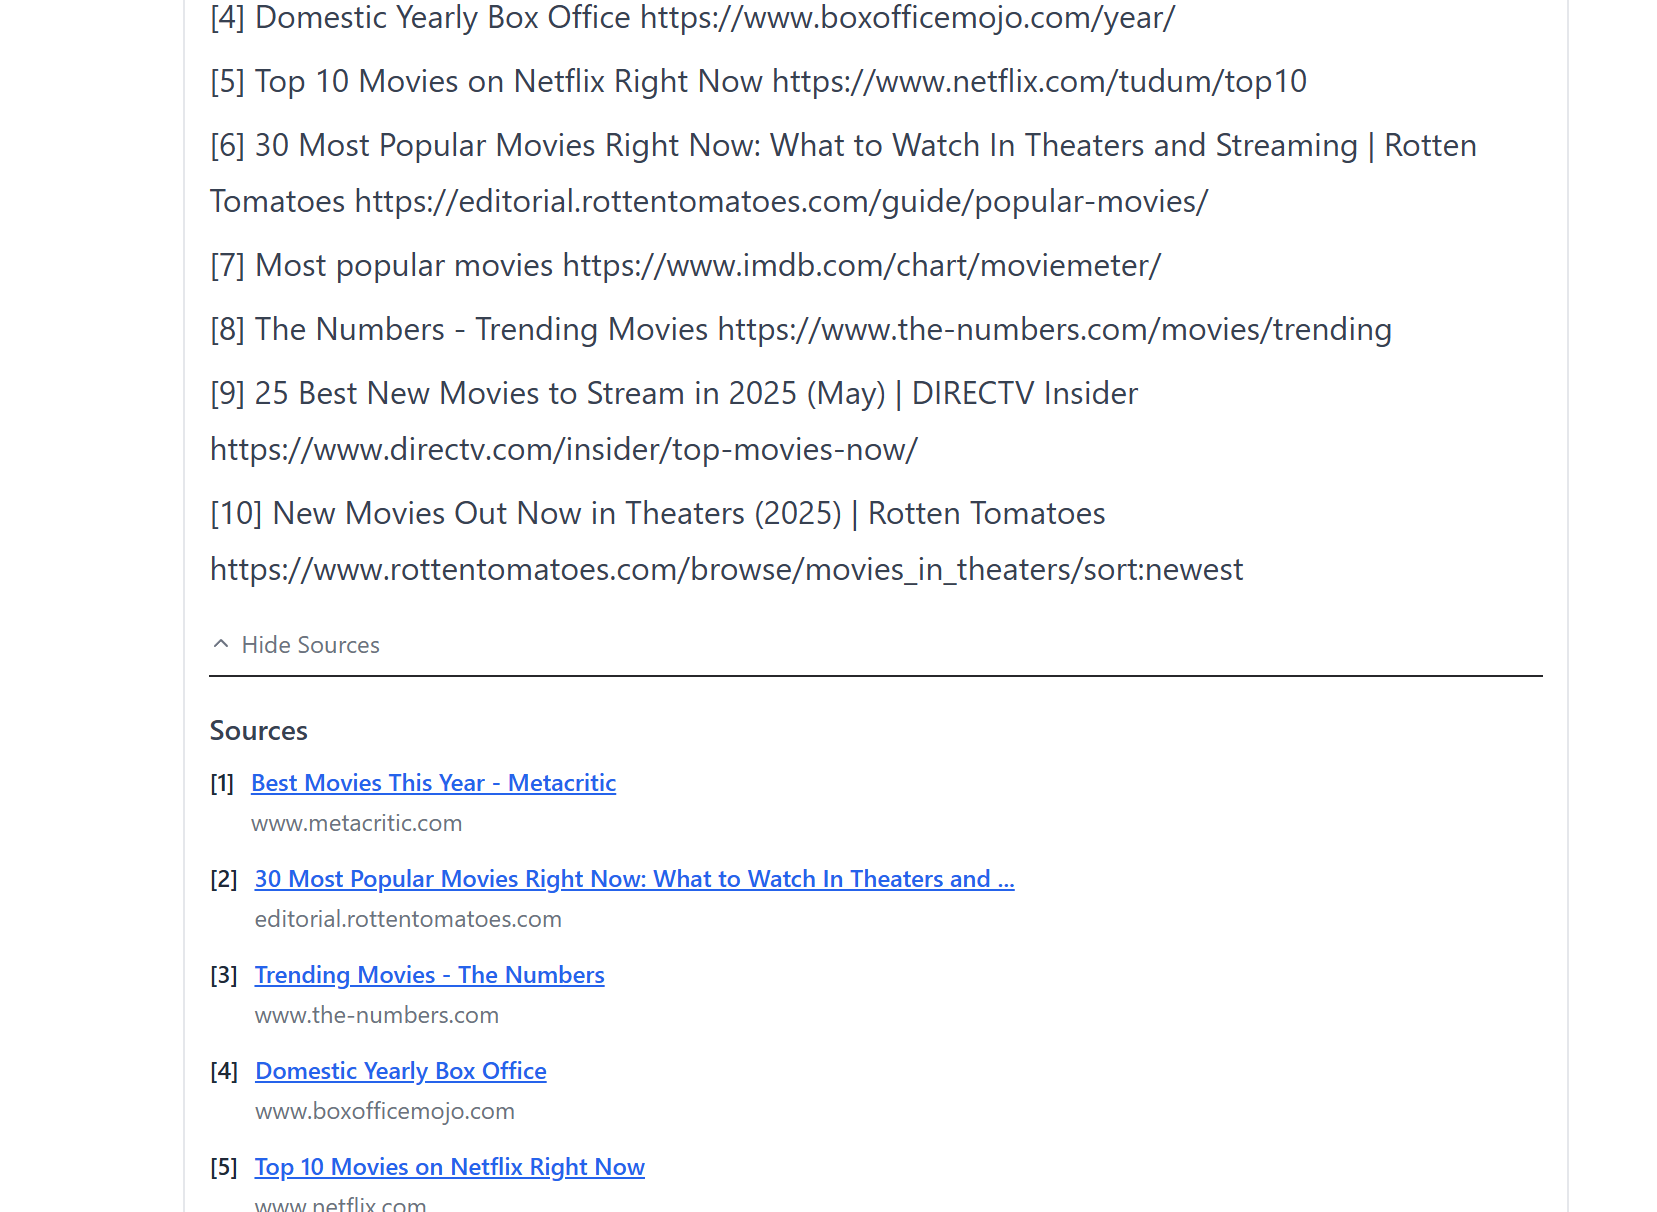 [4] Domestic Yearly Box Office https://www.boxofficemojo.com/year/
[5] Top 10 Movies on Netflix Right Now https://www.netflix.com/tudum/top10
[6] 30 Most Popular Movies Right Now: What to Watch In Theaters and Streaming | Rotten
Tomatoes https://editorial.rottentomatoes.com/guide/popular-movies/
[7] Most popular movies https://www.imdb.com/chart/moviemeter/
[8] The Numbers - Trending Movies https://www.the-numbers.com/movies/trending
[9] 25 Best New Movies to Stream in 2025 (May) | DIRECTV Insider
https://www.directv.com/insider/top-movies-now/
[10] New Movies Out Now in Theaters (2025) | Rotten Tomatoes
https://www.rottentomatoes.com/browse/movies_in_theaters/sort:newest
Hide Sources
Sources
[1] Best Movies This Year - Metacritic
www.metacritic.com
[2] 30 Most Popular Movies Right Now: What to Watch In Theaters and ...
editorial.rottentomatoes.com
[3] Trending Movies - The Numbers
www.the-numbers.com
[4] Domestic Yearly Box Office
www.boxofficemojo.com
[5] Top 10 Movies on Netflix Right Now
www.netflix.com